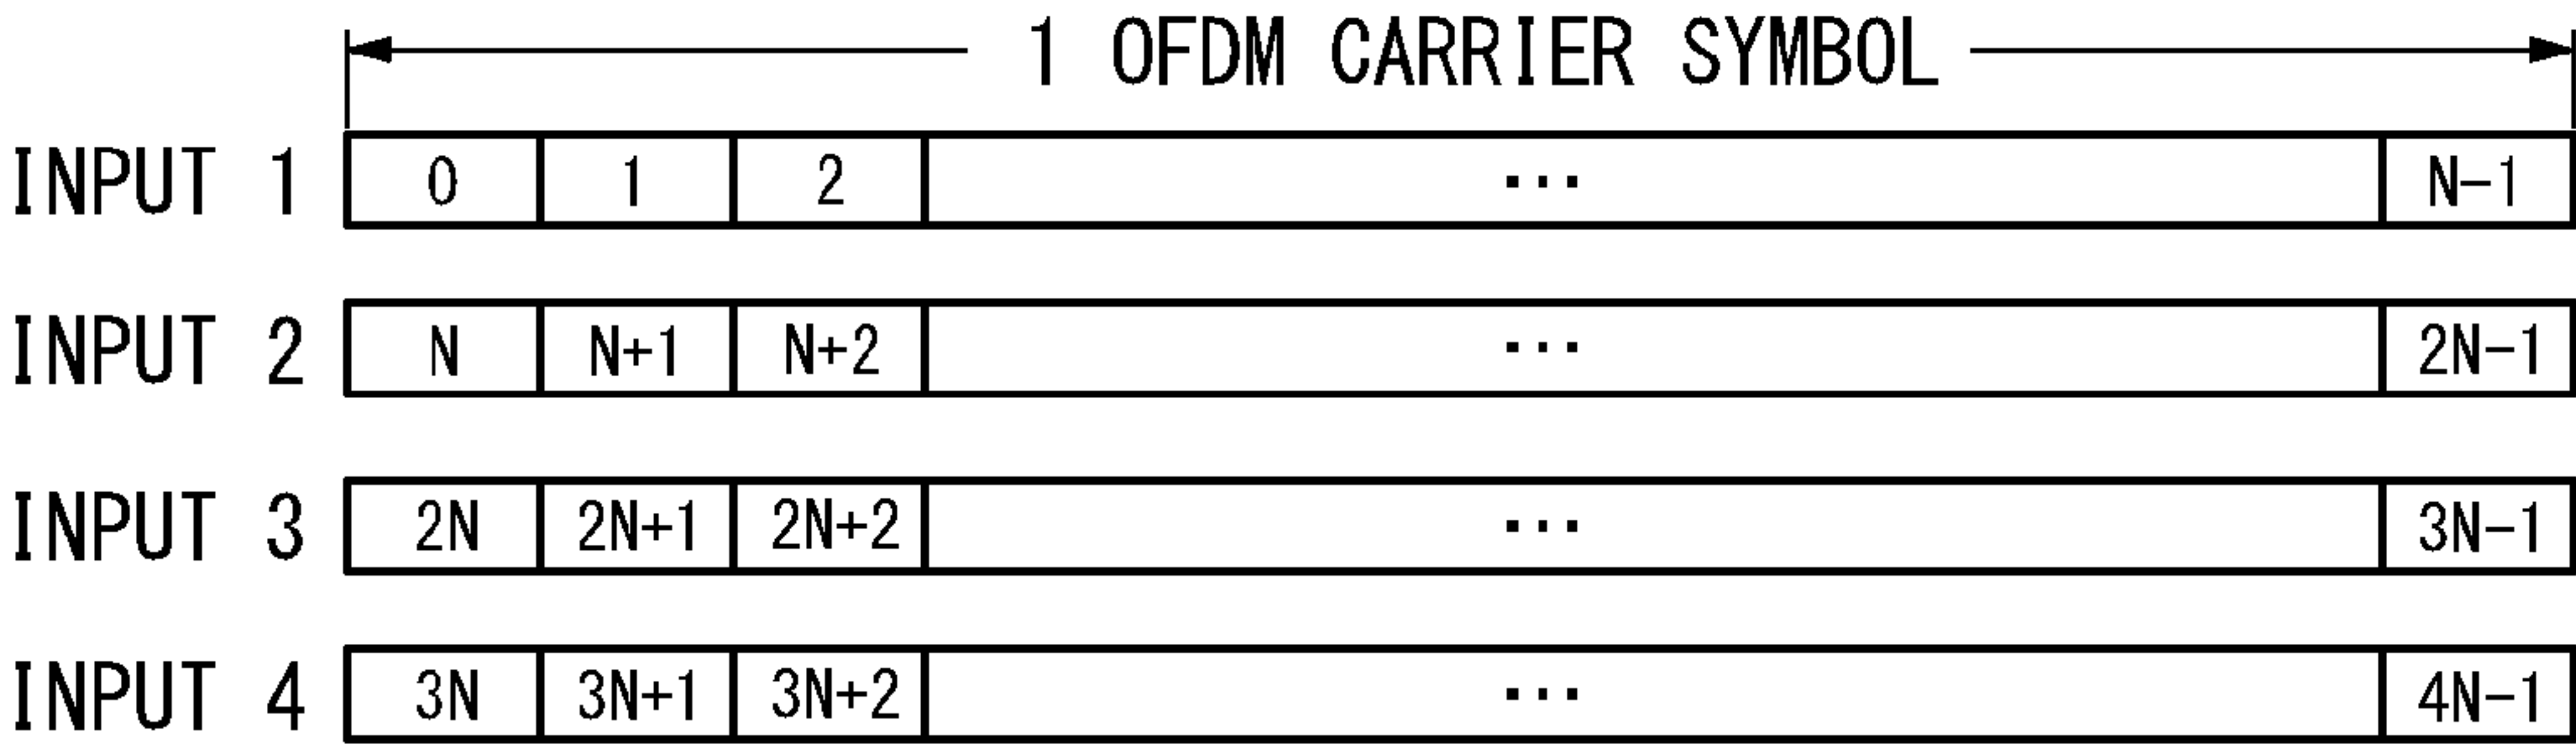 1 OFDM CARRIER SYMBOL
INPUT 1 0 1 2 ... N-1
INPUT 2 N N+1 N+2 ... 2N-1
INPUT 3 2N 2N+1 2N+2 ... 3N-1
INPUT 4 3N 3N+1 3N+2 ... 4N-1